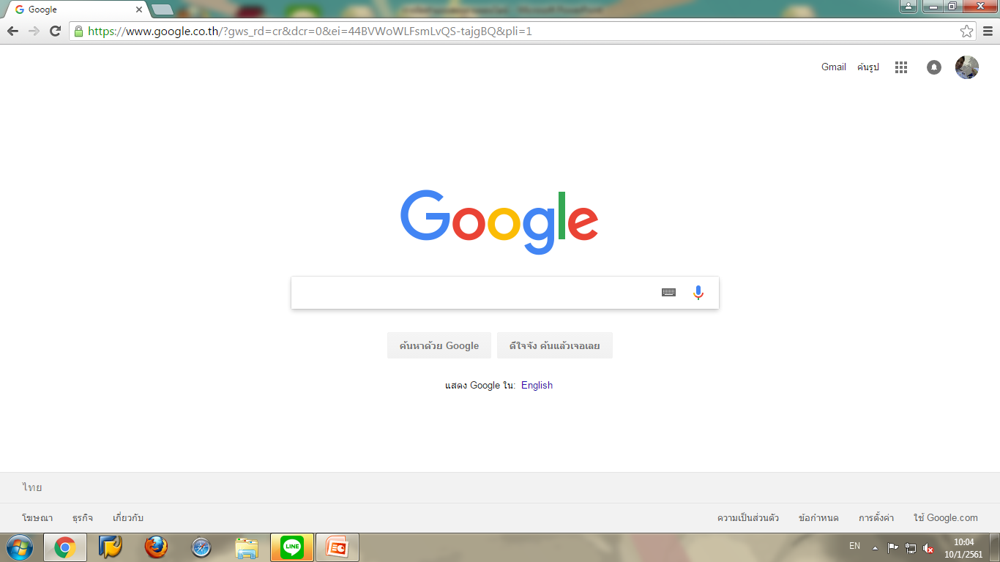 Google
https://www.google.co.th/?gws_rd=cr&dcr=0&ei=44BVWoWLFsmLvQS-tajgBQ&pli=1
Gmail ค้นรูป
Google
ค้นหาด้วย Google ดีใจจัง ค้นแล้วเจอเลย
แสดง Google ใน: English
ไทย
โฆษณา ธุรกิจ เกี่ยวกับ ความเป็นส่วนตัว ข้อกำหนด การตั้งค่า ใช้ Google.com
LINE
EN
10:04
10/1/2561